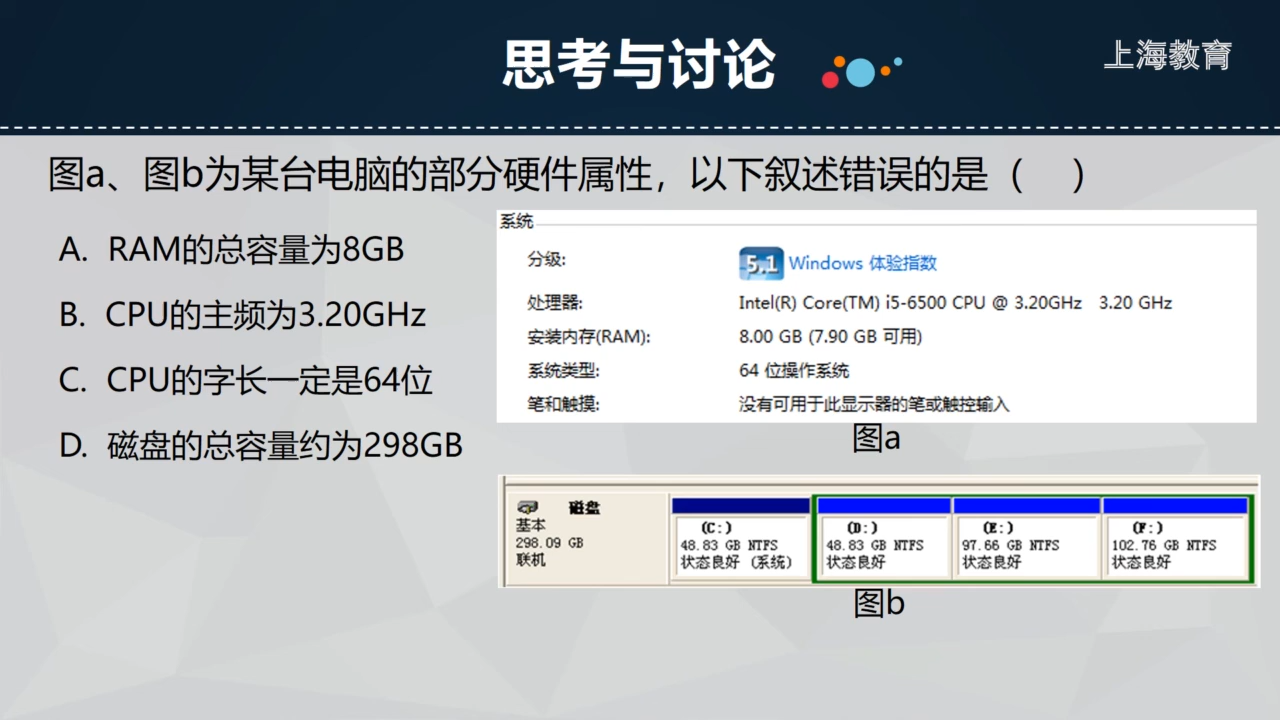 思考与讨论
上海教育
图a、图b为某台电脑的部分硬件属性，以下叙述错误的是（ ）
A. RAM的总容量为8GB
B. CPU的主频为3.20GHz
C. CPU的字长一定是64位
D. 磁盘的总容量约为298GB
系统
分级: 5.1 Windows 体验指数
处理器: Intel(R) Core(TM) i5-6500 CPU @ 3.20GHz 3.20 GHz
安装内存(RAM): 8.00 GB (7.90 GB 可用)
系统类型: 64 位操作系统
笔和触摸: 没有可用于此显示器的笔或触控输入
图a
磁盘
基本
298.09 GB
联机
(C:)
48.83 GB NTFS
状态良好 (系统)
(D:)
48.83 GB NTFS
状态良好
(E:)
97.66 GB NTFS
状态良好
(F:)
102.76 GB NTFS
状态良好
图b